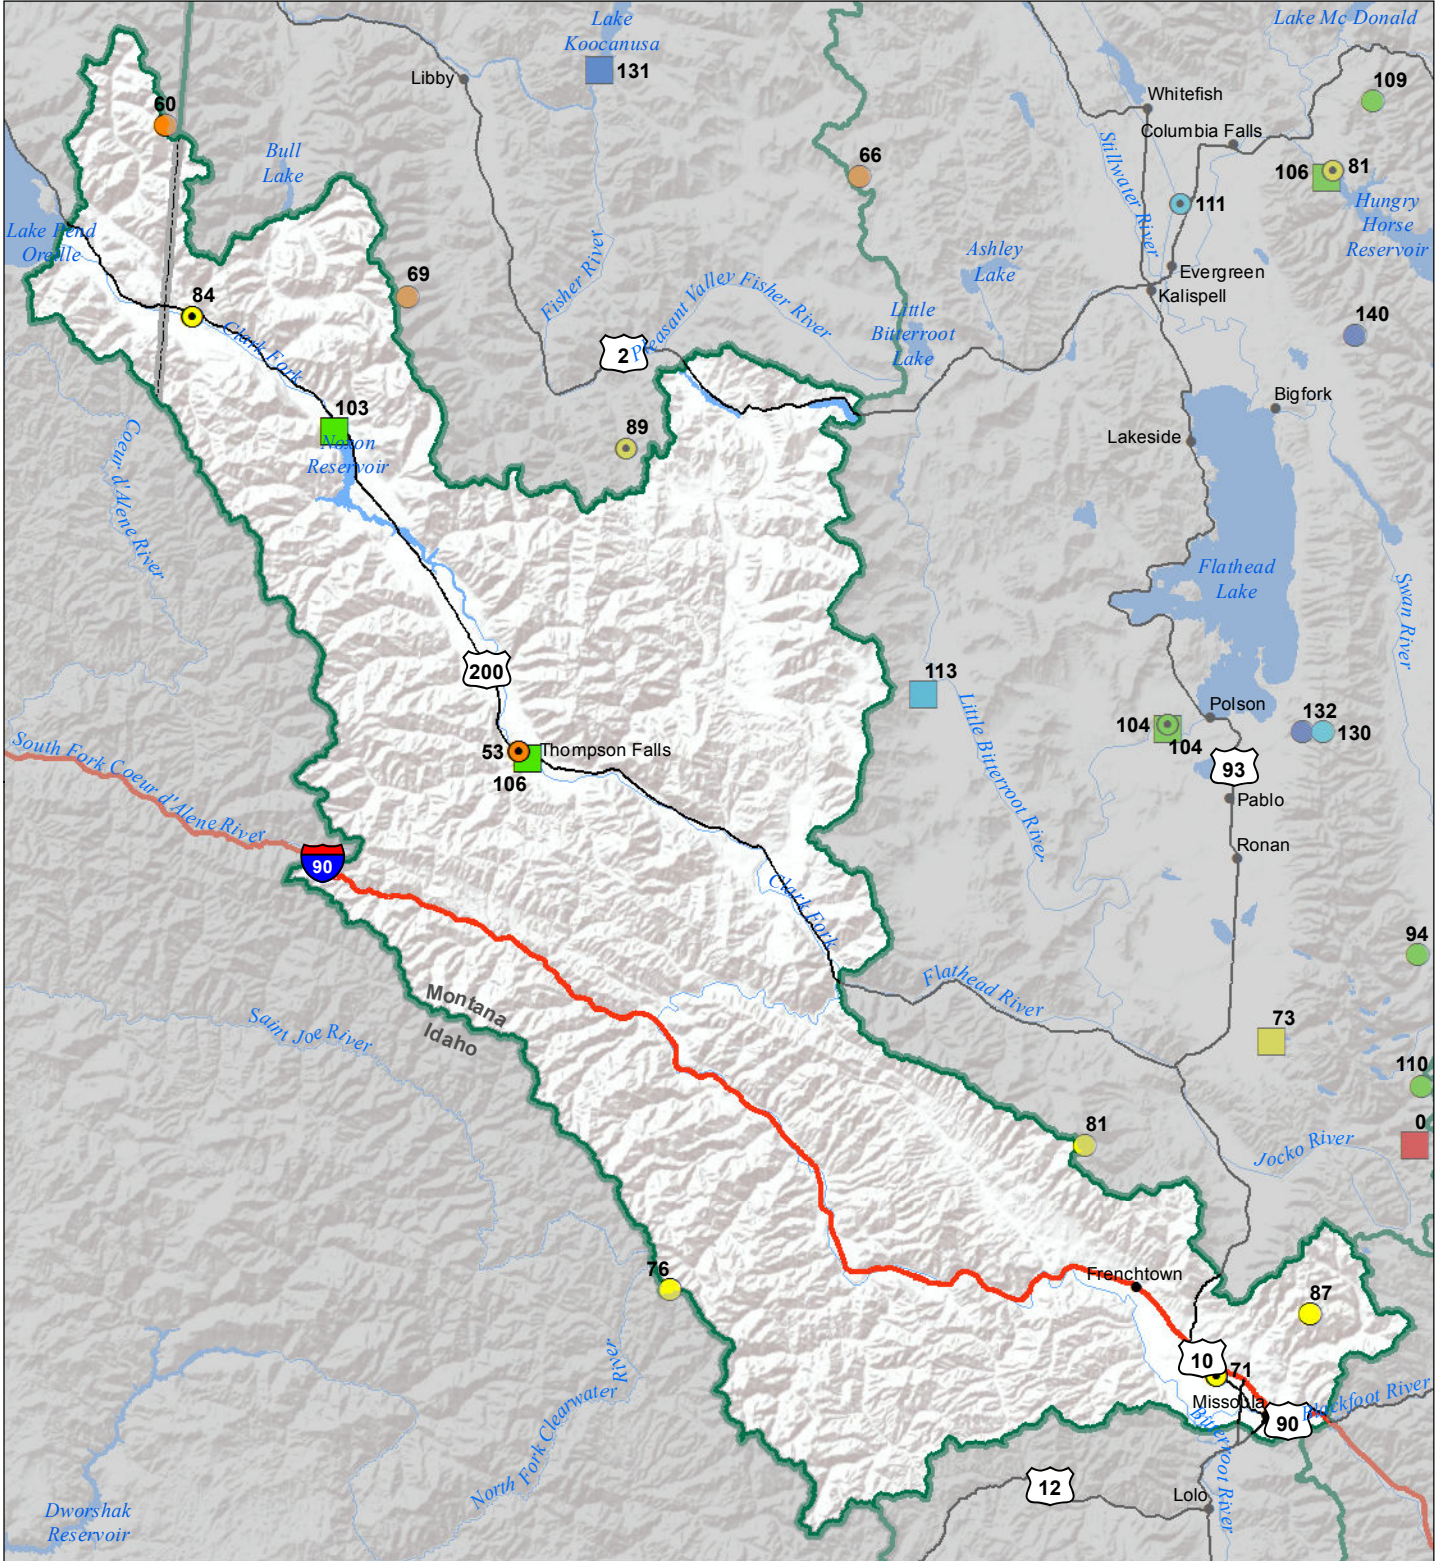 Lake
Koocanusa
131
Libby
Lake Mc Donald
109
Whitefish
Columbia Falls
Stillwater River
60
Bull
Lake
66
106
81
111
Hungry
Horse
Reservoir
Lake Pend
Oreille
69
Fisher River
Ashley
Lake
Evergreen
Kalispell
84
Clark Fork
2
Pleasant Valley Fisher River
Little
Bitterroot
Lake
140
103
Noxon
Reservoir
89
Bigfork
Lakeside
Coeur d'Alene River
Flathead
Lake
Swan River
200
113
Little Bitterroot River
Polson
104
104
132
130
93
53
Thompson Falls
106
Pablo
South Fork Coeur d'Alene River
90
Ronan
Clark Fork
94
Montana
Idaho
Saint Joe River
Flathead River
73
110
81
0
Jocko River
76
Frenchtown
87
10
71
Missoula
90
Blackfoot River
Bitterroot River
North Fork Clearwater River
12
Lolo
Dworshak
Reservoir